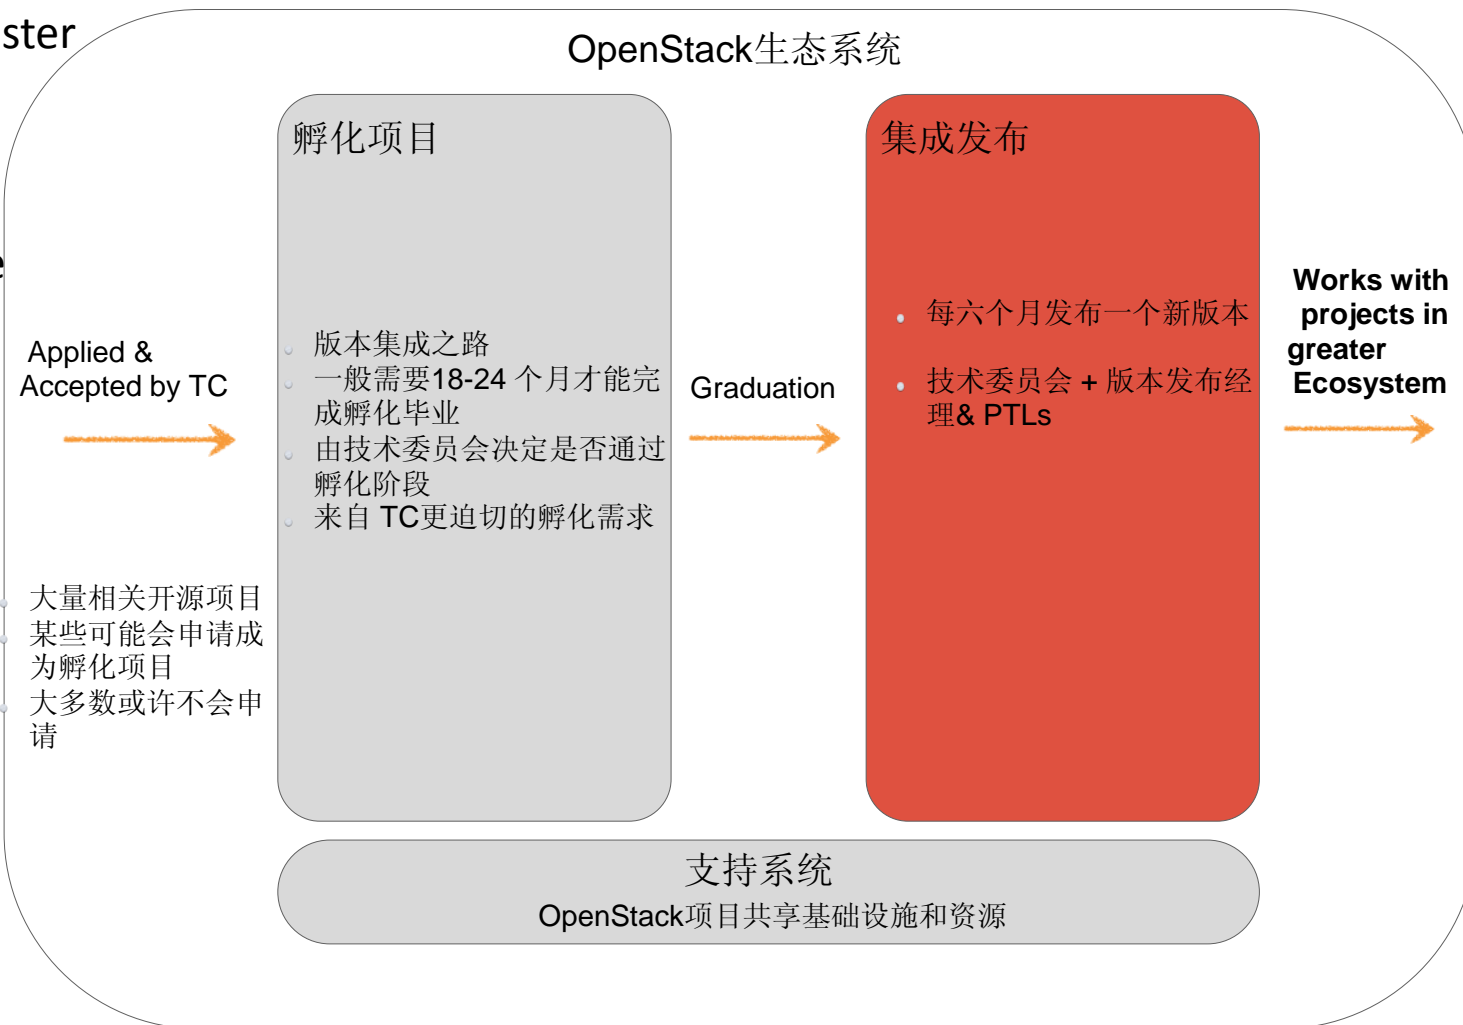 ster
OpenStack生态系统
孵化项目
版本集成之路
一般需要18-24 个月才能完
成孵化毕业
由技术委员会决定是否通过
孵化阶段
来自 TC更迫切的孵化需求
集成发布
每六个月发布一个新版本
技术委员会 + 版本发布经
理& PTLs
e
Applied &
Accepted by TC
Graduation
Works with
projects in
greater
Ecosystem
大量相关开源项目
某些可能会申请成
为孵化项目
大多数或许不会申
请
支持系统
OpenStack项目共享基础设施和资源